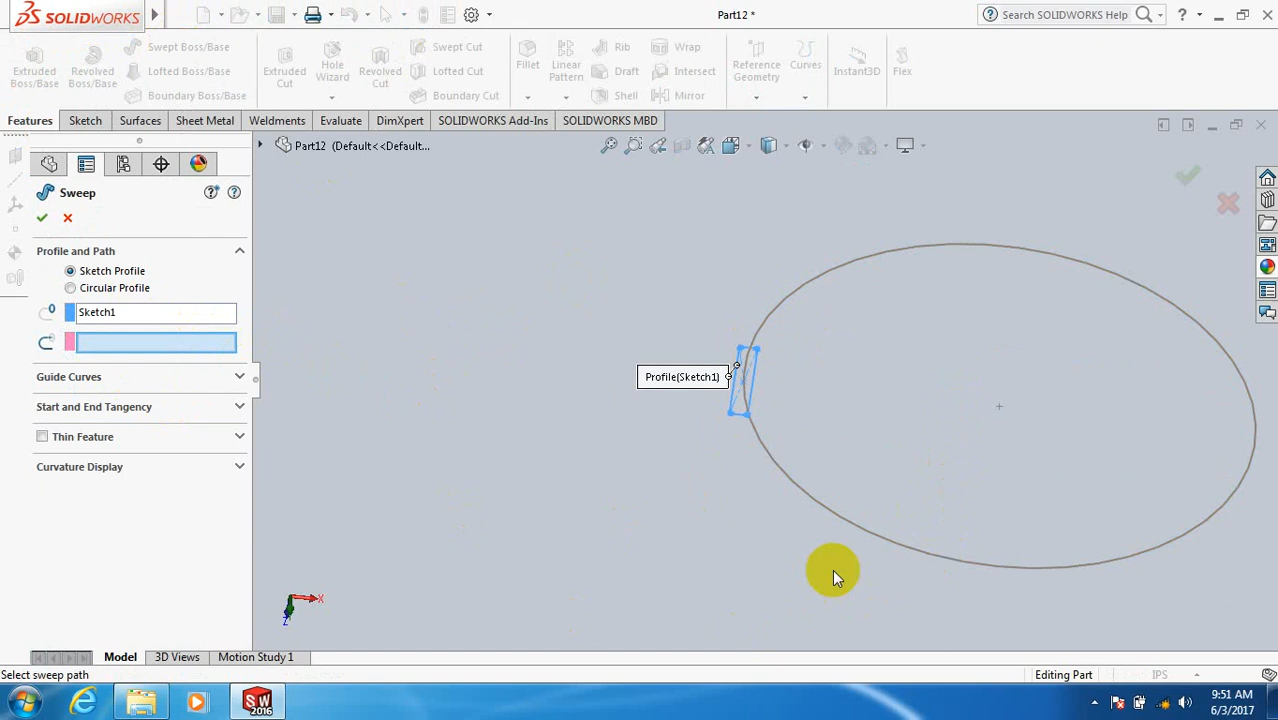 SOLIDWORKS
Part12 *
Search SOLIDWORKS Help
Extruded Boss/Base
Revolved Boss/Base
Swept Boss/Base
Lofted Boss/Base
Boundary Boss/Base
Extruded Cut
Hole Wizard
Revolved Cut
Swept Cut
Lofted Cut
Boundary Cut
Fillet
Linear Pattern
Rib
Draft
Shell
Wrap
Intersect
Mirror
Reference Geometry
Curves
Instant3D
Flex
Features Sketch Surfaces Sheet Metal Weldments Evaluate DimXpert SOLIDWORKS Add-Ins SOLIDWORKS MBD
Part12 (Default<<Default...
Sweep
Profile and Path
Sketch Profile
Circular Profile
Sketch1
Guide Curves
Start and End Tangency
Thin Feature
Curvature Display
Profile(Sketch1)
X
Z
Model 3D Views Motion Study 1
Select sweep path
Editing Part
IPS
SW
2016
9:51 AM
6/3/2017